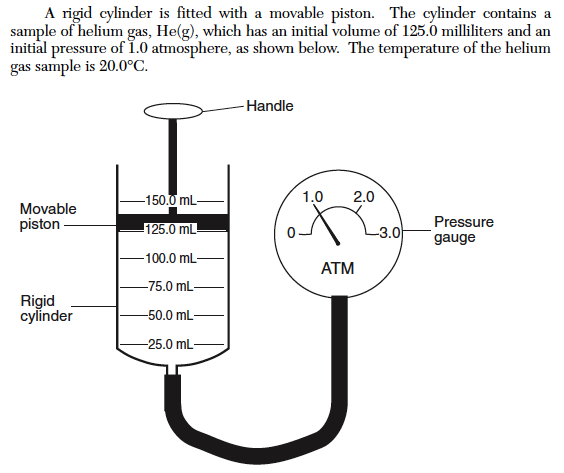 A rigid cylinder is fitted with a movable piston. The cylinder contains a
sample of helium gas, He(g), which has an initial volume of 125.0 milliliters and an
initial pressure of 1.0 atmosphere, as shown below. The temperature of the helium
gas sample is 20.0°C.
Handle
150.0 mL
Movable
piston
125.0 mL
100.0 mL
75.0 mL
Rigid
cylinder
50.0 mL
25.0 mL
1.0 2.0
0 3.0
ATM
Pressure
gauge